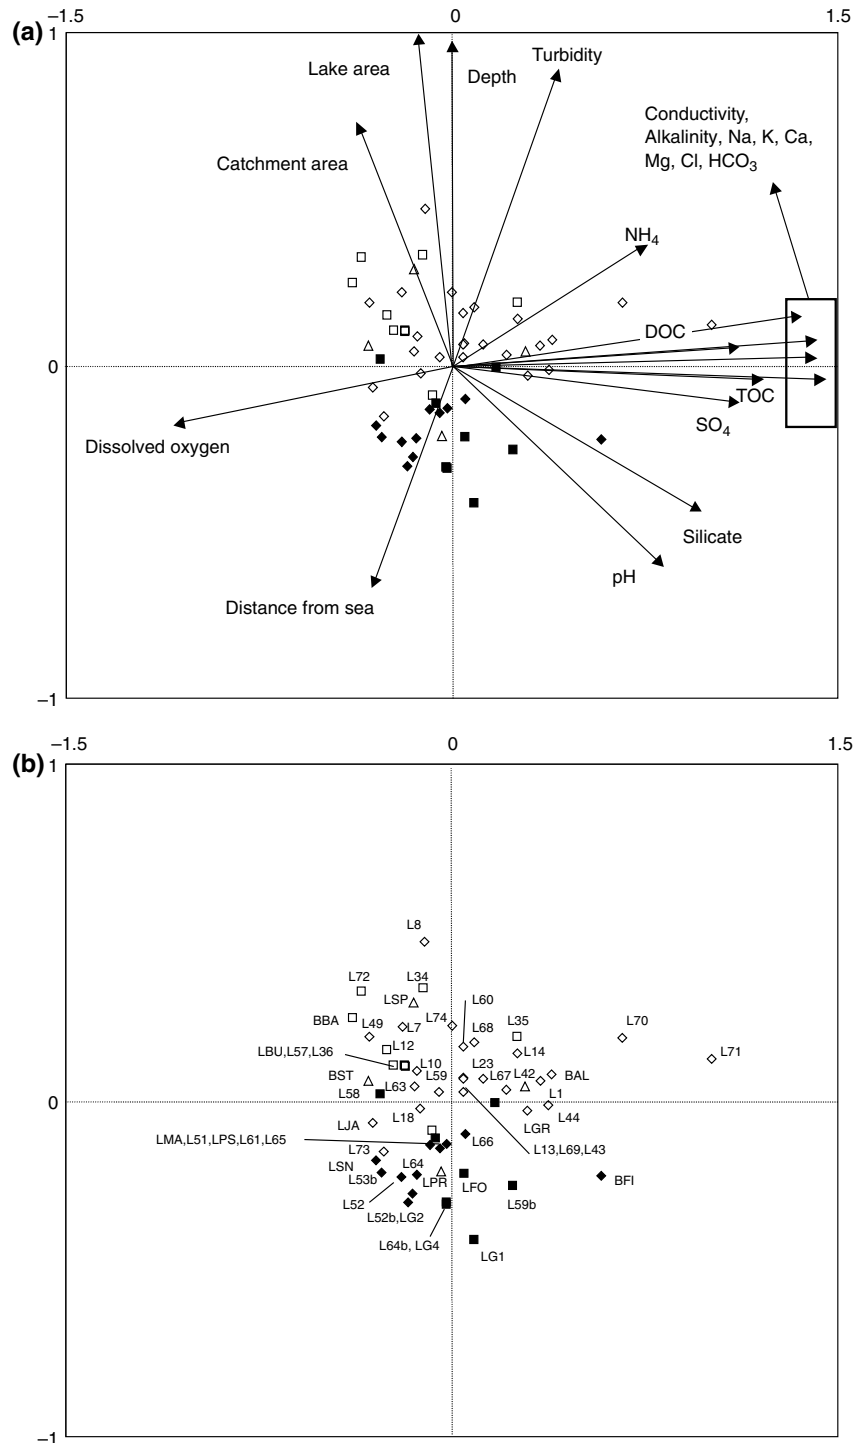 −1.5 0 1.5
(a) 1
Lake area
Turbidity
Depth
Conductivity,
Alkalinity, Na, K, Ca,
Mg, Cl, HCO3
Catchment area
NH4
DOC
0
TOC
SO4
Dissolved oxygen
Silicate
pH
Distance from sea
−1
−1.5 0 1.5
(b) 1
L8
L72 L34
LSP L60
BBA L49 L7 L74 L68 L35 L70
LBU,L57,L36 L12 L14 L71
L10 L23
BST L63 L59 L67 L42 BAL
L58 L1
0
L18 L44
LJA LGR
LMA,L51,LPS,L61,L65 L66
L73 L13,L69,L43
LSN L64
L53b LPR BFI
L52 LFO L59b
L52b,LG2
L64b, LG4
LG1
−1